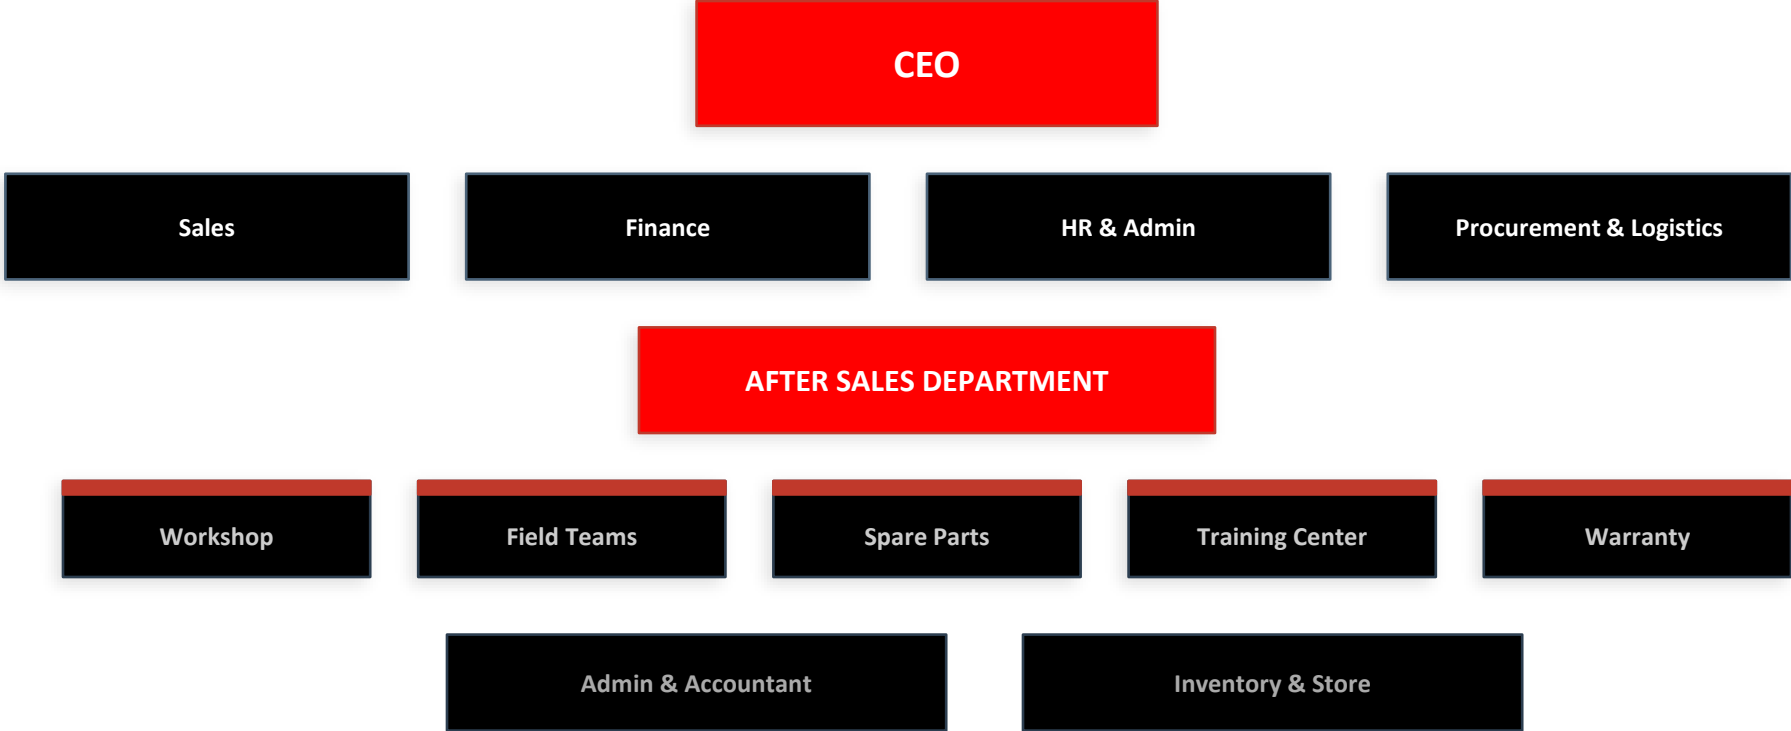 CEO
Sales
Finance
HR & Admin
Procurement & Logistics
AFTER SALES DEPARTMENT
Workshop
Field Teams
Spare Parts
Training Center
Warranty
Admin & Accountant
Inventory & Store